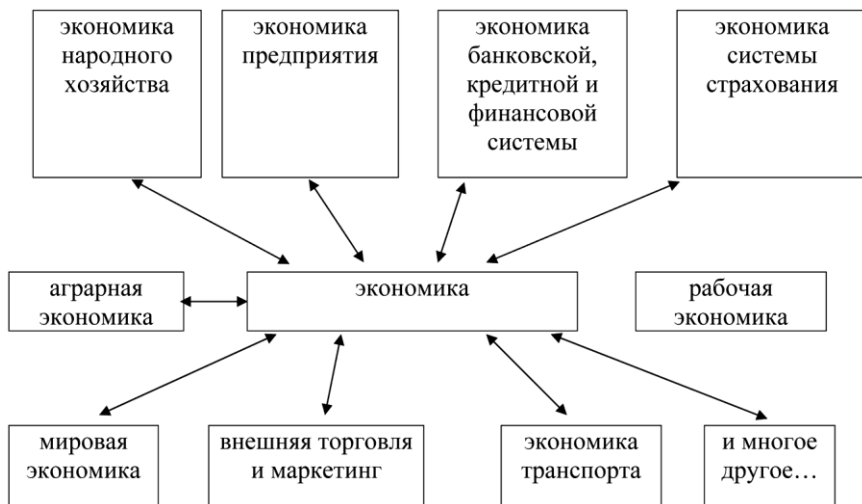 экономика
народного
хозяйства
экономика
предприятия
экономика
банковской,
кредитной и
финансовой
системы
экономика
системы
страхования
аграрная
экономика
экономика
рабочая
экономика
мировая
экономика
внешняя торговля
и маркетинг
экономика
транспорта
и многое
другое…